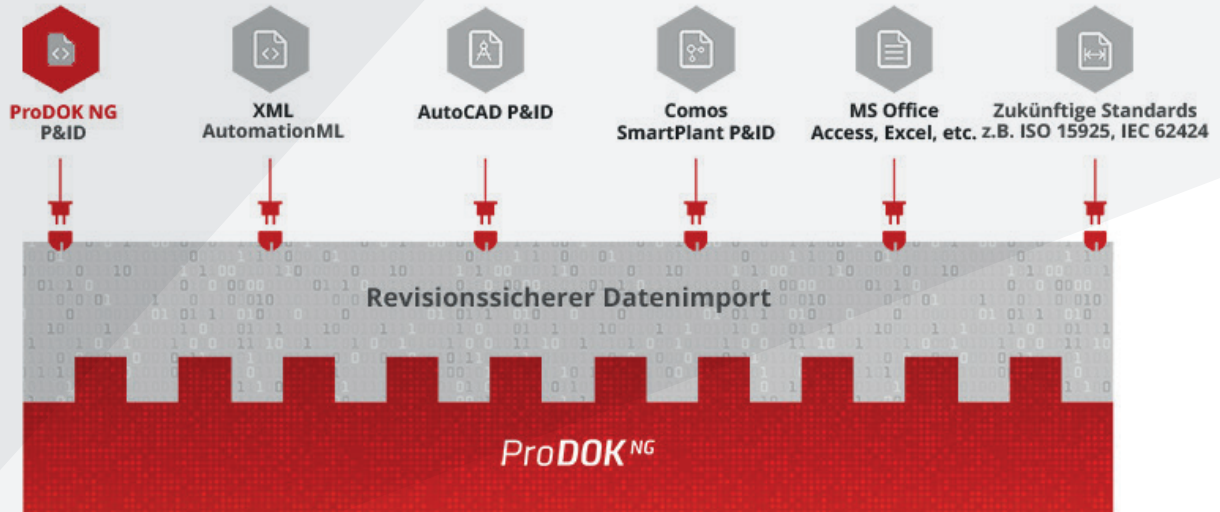 ProDOK NG
P&ID
XML
AutomationML
AutoCAD P&ID
Comos
SmartPlant P&ID
MS Office
Access, Excel, etc.
Zukünftige Standards
z.B. ISO 15925, IEC 62424
Revisionssicherer Datenimport
ProDOK NG